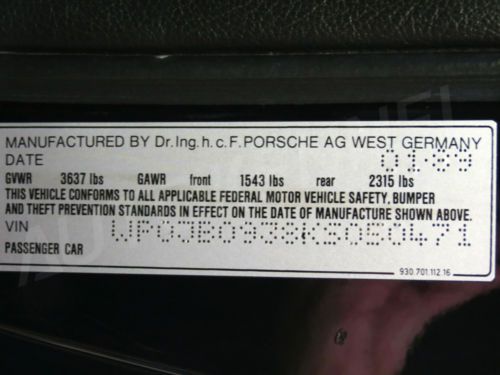 MANUFACTURED BY Dr.Ing.h.c.F.PORSCHE AG WEST GERMANY
DATE 01·89
GVWR 3637 lbs GAWR front 1543 lbs rear 2315 lbs
THIS VEHICLE CONFORMS TO ALL APPLICABLE FEDERAL MOTOR VEHICLE SAFETY, BUMPER
AND THEFT PREVENTION STANDARDS IN EFFECT ON THE DATE OF MANUFACTURE SHOWN ABOVE.
VIN WP0JB0938KS050471
PASSENGER CAR
930.701.112.16